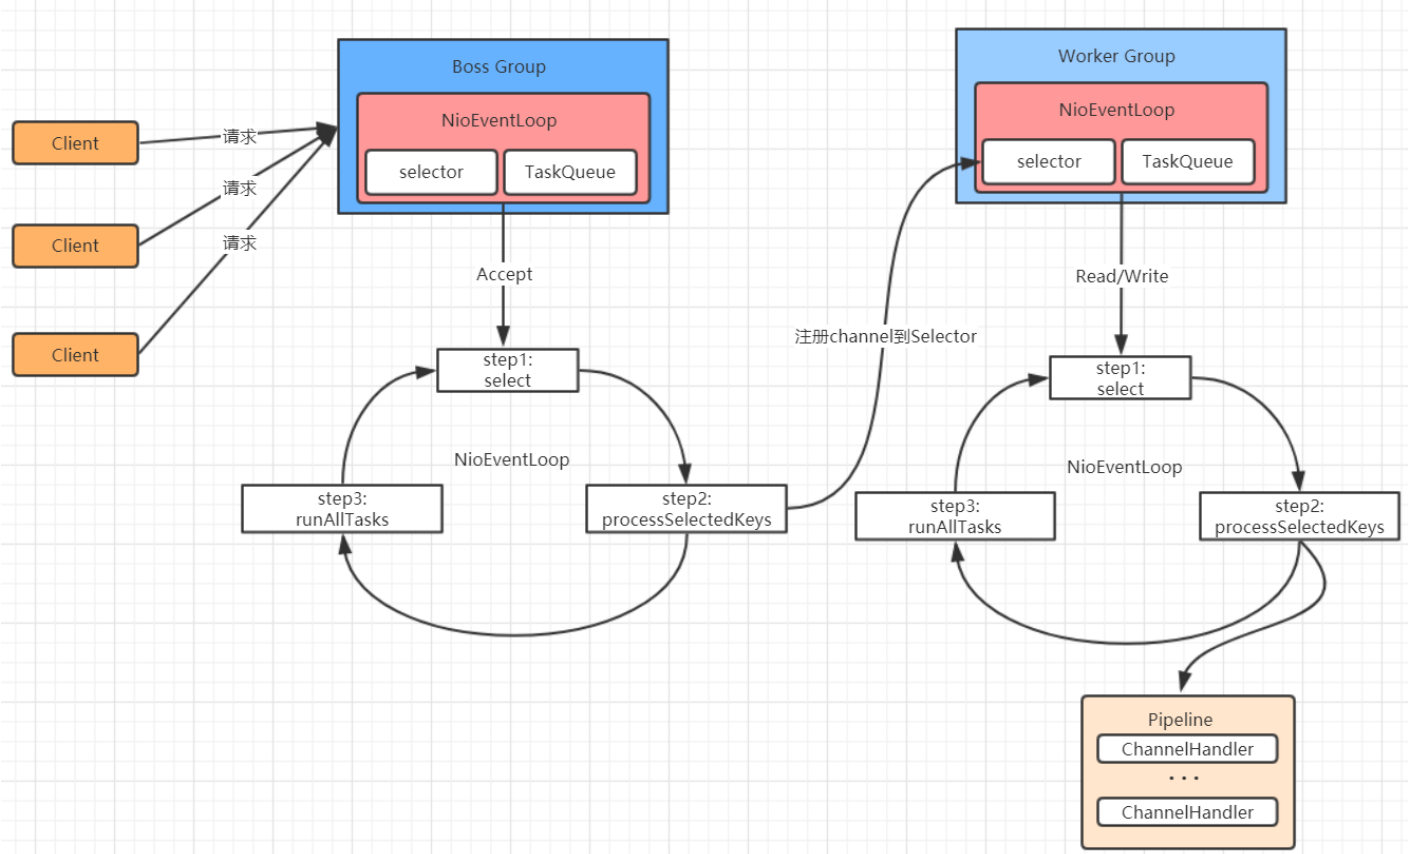 Boss Group
NioEventLoop
selector
TaskQueue
Client
请求
Client
请求
Client
请求
Accept
step1:
select
NioEventLoop
step3:
runAllTasks
step2:
processSelectedKeys
注册channel到Selector
Worker Group
NioEventLoop
selector
TaskQueue
Read/Write
step1:
select
NioEventLoop
step3:
runAllTasks
step2:
processSelectedKeys
Pipeline
ChannelHandler
...
ChannelHandler